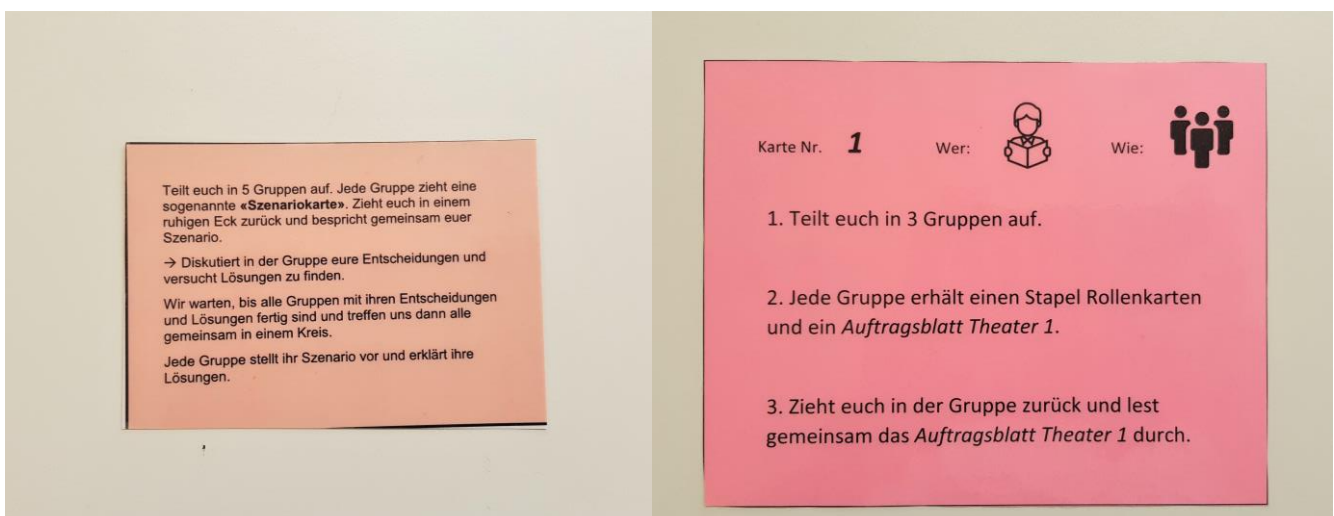 Teilt euch in 5 Gruppen auf. Jede Gruppe zieht eine
sogenannte «Szenariokarte». Zieht euch in einem
ruhigen Eck zurück und bespricht gemeinsam euer
Szenario.
→ Diskutiert in der Gruppe eure Entscheidungen und
versucht Lösungen zu finden.
Wir warten, bis alle Gruppen mit ihren Entscheidungen
und Lösungen fertig sind und treffen uns dann alle
gemeinsam in einem Kreis.
Jede Gruppe stellt ihr Szenario vor und erklärt ihre
Lösungen.
Karte Nr. 1 Wer: Wie:
1. Teilt euch in 3 Gruppen auf.
2. Jede Gruppe erhält einen Stapel Rollenkarten
und ein Auftragsblatt Theater 1.
3. Zieht euch in der Gruppe zurück und lest
gemeinsam das Auftragsblatt Theater 1 durch.